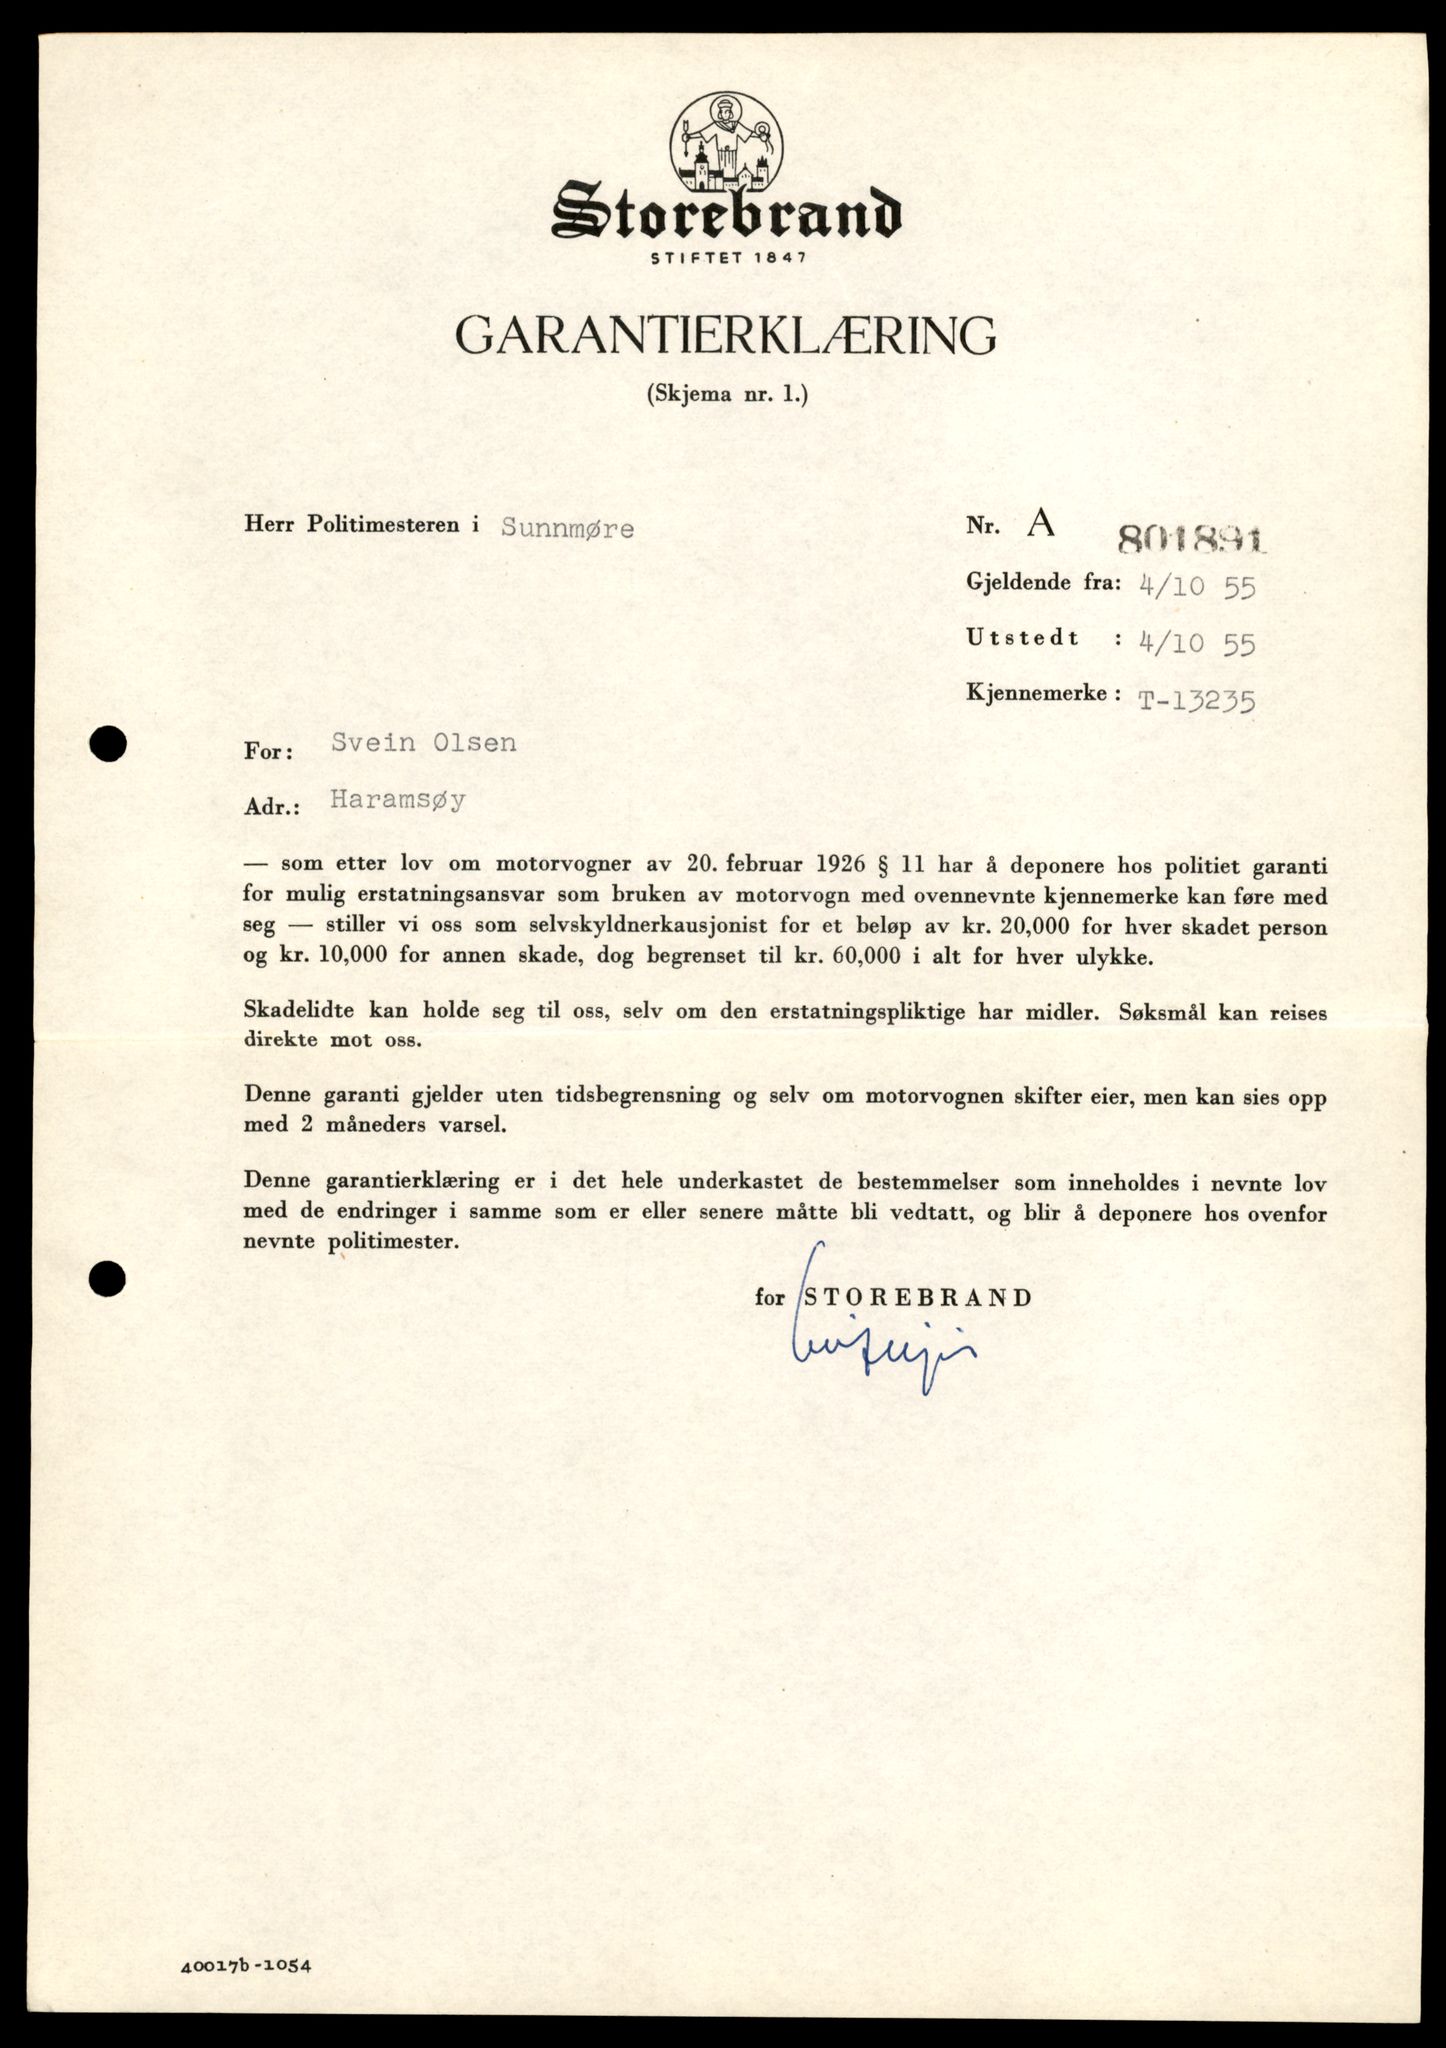 Storebrand
STIFTET 1847
GARANTIERKLÆRING
(Skjema nr. 1.)
Herr Politimesteren i Sunnmøre
Nr. A 801891
Gjeldende fra: 4/10 55
Utstedt : 4/10 55
Kjennemerke: T-13235
For: Svein Olsen
Adr.: Haramsøy
— som etter lov om motorvogner av 20. februar 1926 § 11 har å deponere hos politiet garanti
for mulig erstatningsansvar som bruken av motorvogn med ovennevnte kjennemerke kan føre med
seg — stiller vi oss som selvskyldnerkausjonist for et beløp av kr. 20,000 for hver skadet person
og kr. 10,000 for annen skade, dog begrenset til kr. 60,000 i alt for hver ulykke.
Skadelidte kan holde seg til oss, selv om den erstatningspliktige har midler. Søksmål kan reises
direkte mot oss.
Denne garanti gjelder uten tidsbegrensning og selv om motorvognen skifter eier, men kan sies opp
med 2 måneders varsel.
Denne garantierklæring er i det hele underkastet de bestemmelser som inneholdes i nevnte lov
med de endringer i samme som er eller senere måtte bli vedtatt, og blir å deponere hos ovenfor
nevnte politimester.
for STOREBRAND
40017b-1054